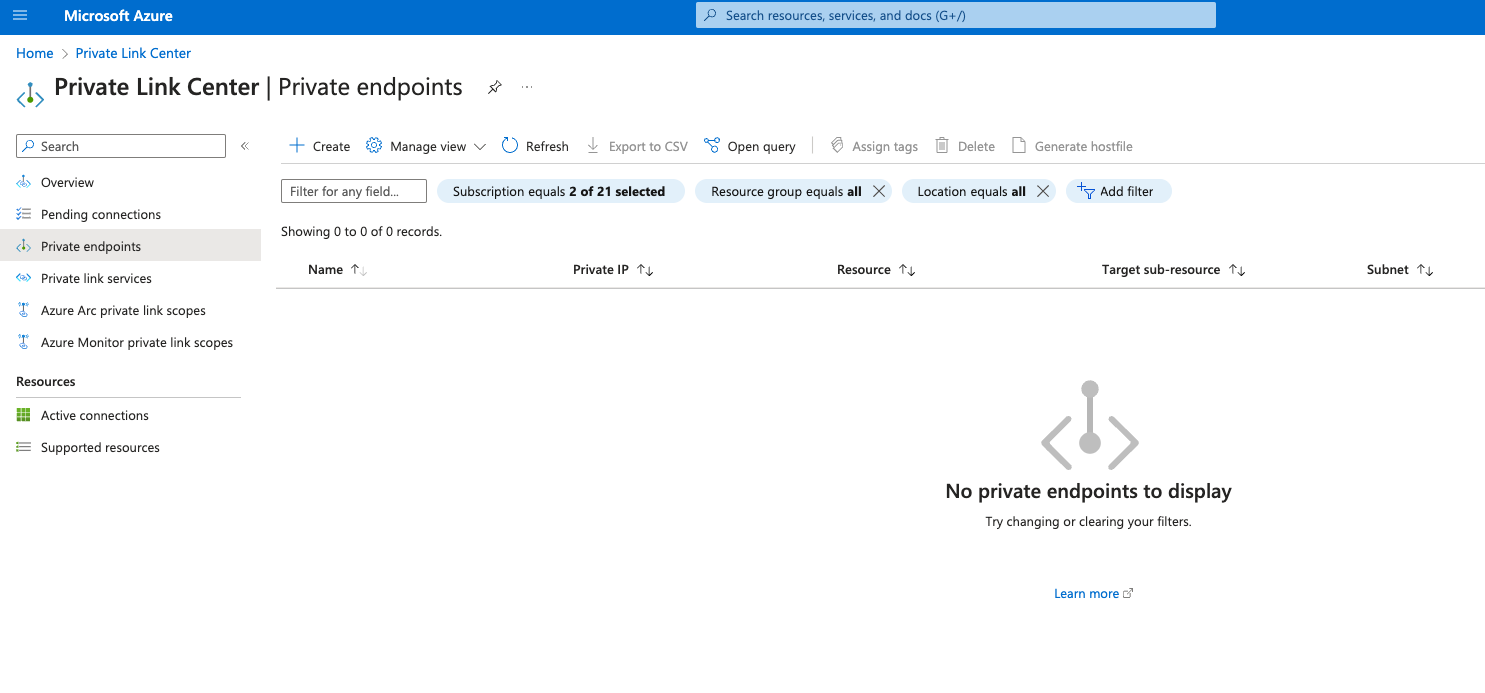 Microsoft Azure
Search resources, services, and docs (G+/)
Home > Private Link Center
Private Link Center | Private endpoints
...
Search
«
Overview
Pending connections
Private endpoints
Private link services
Azure Arc private link scopes
Azure Monitor private link scopes
Resources
Active connections
Supported resources
Create Manage view Refresh Export to CSV Open query Assign tags Delete Generate hostfile
Filter for any field... Subscription equals 2 of 21 selected Resource group equals all Location equals all Add filter
Showing 0 to 0 of 0 records.
Name Private IP Resource Target sub-resource Subnet
No private endpoints to display
Try changing or clearing your filters.
Learn more